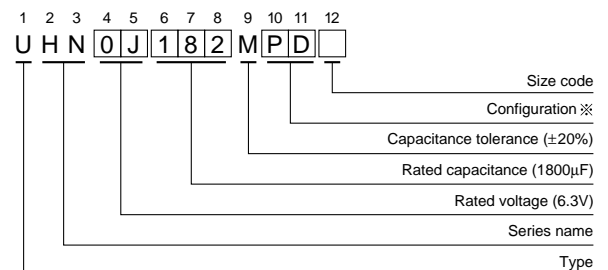 1 2 3 4 5 6 7 8 9 10 11 12
U H N 0 J 1 8 2 M P D
Size code
Configuration ※
Capacitance tolerance (±20%)
Rated capacitance (1800µF)
Rated voltage (6.3V)
Series name
Type